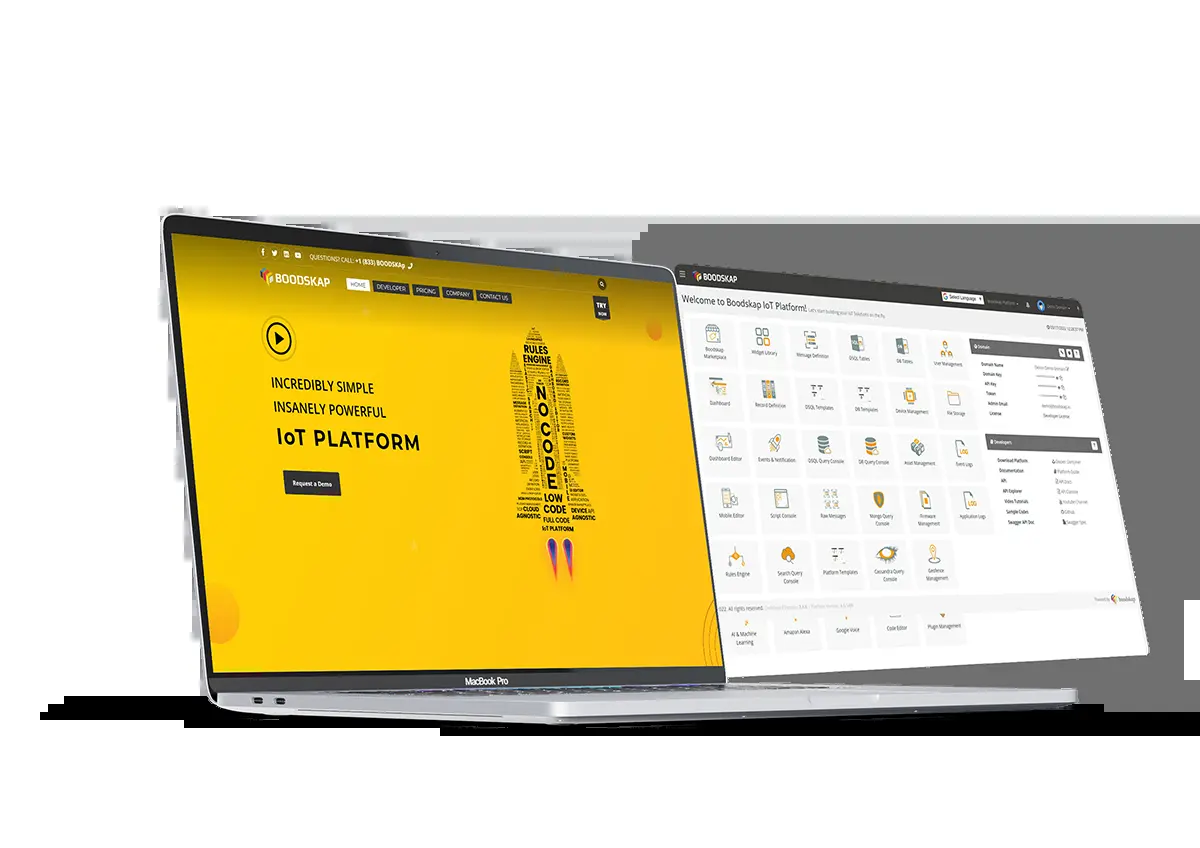 QUESTIONS? CALL: +1 (833) BOODSKAp
BOODSKAP
HOME
DEVELOPER
PRICING
COMPANY
CONTACT US
TRY
NOW
INCREDIBLY SIMPLE
INSANELY POWERFUL
IoT PLATFORM
Request a Demo
RULES
ENGINE
NO CODE
LOW
CODE
SCRIPT
CLOUD
AGNOSTIC
DEVICE API
AGNOSTIC
FULL CODE
IoT PLATFORM
MacBook Pro
BOODSKAP
Select Language
Welcome to Boodskap IoT Platform!
Let's start building your IoT Solutions on the fly
Boodskap
Marketplace
Widget Library
Message Definition
DSQL Tables
DB Tables
User Management
Dashboard
Record Definition
DSQL Templates
DB Templates
Device Management
File Storage
Dashboard Editor
Events & Notification
DSQL Query Console
DB Query Console
Asset Management
LOG
Event Logs
Mobile Editor
Script Console
Raw Messages
Mongo Query
Console
Firmware
Management
LOG
Application Logs
Rules Engine
Search Query
Console
Platform Templates
Cassandra Query
Console
Geofence
Management
022, All rights reserved.
Powered by boodskap
AI & Machine
Learning
Amazon Alexa
Google Voice
Code Editor
Plugin Management
Domain
Domain Name
Domain Key
API Key
Token
Admin Email
License
Developer License
Developers
Download Platform
Documentation
Platform Guide
API
API Docs
API Explorer
Video Tutorials
Youtube Channel
Sample Codes
Github
Swagger API Doc
Swagger Spec